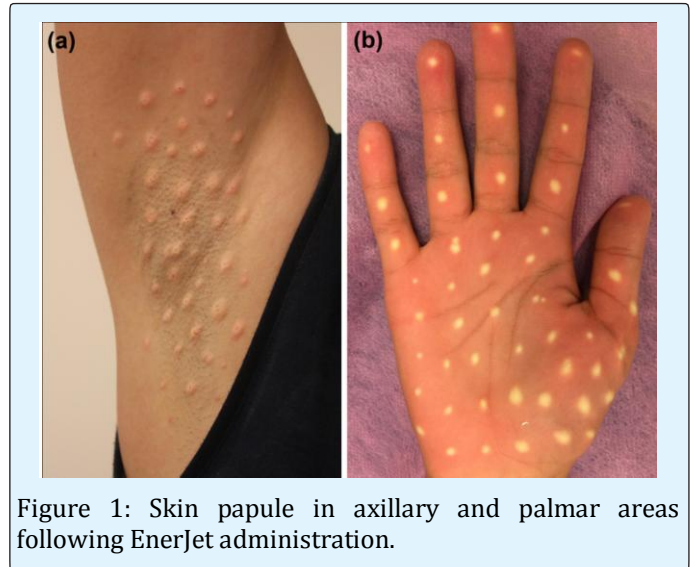 (a)
(b)
Figure 1: Skin papule in axillary and palmar areas
following EnerJet administration.